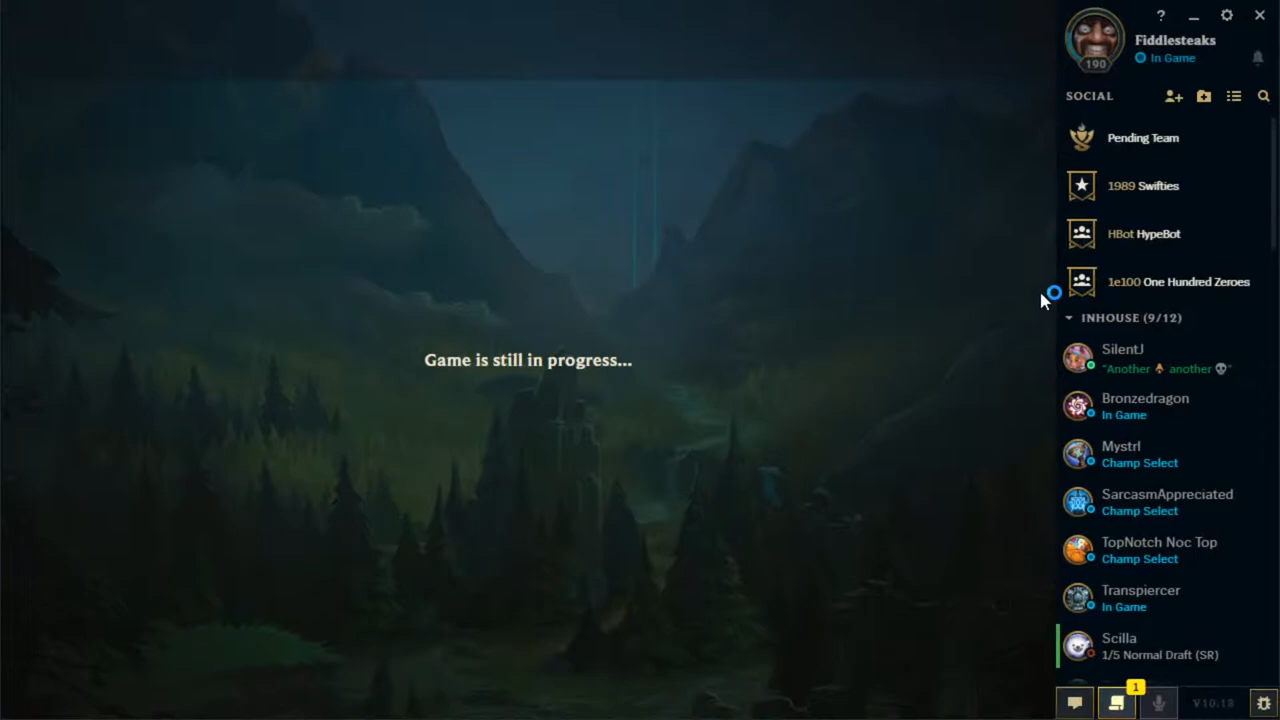 ?
Fiddlesteaks
In Game
190
SOCIAL
Pending Team
1989 Swifties
HBot HypeBot
1e100 One Hundred Zeroes
Game is still in progress...
INHOUSE (9/12)
SilentJ
"Another 🔥 another 💀"
Bronzedragon
In Game
Mystrl
Champ Select
SarcasmAppreciated
Champ Select
TopNotch Noc Top
Champ Select
Transpiercer
In Game
Scilla
1/5 Normal Draft (SR)
1
V10.18